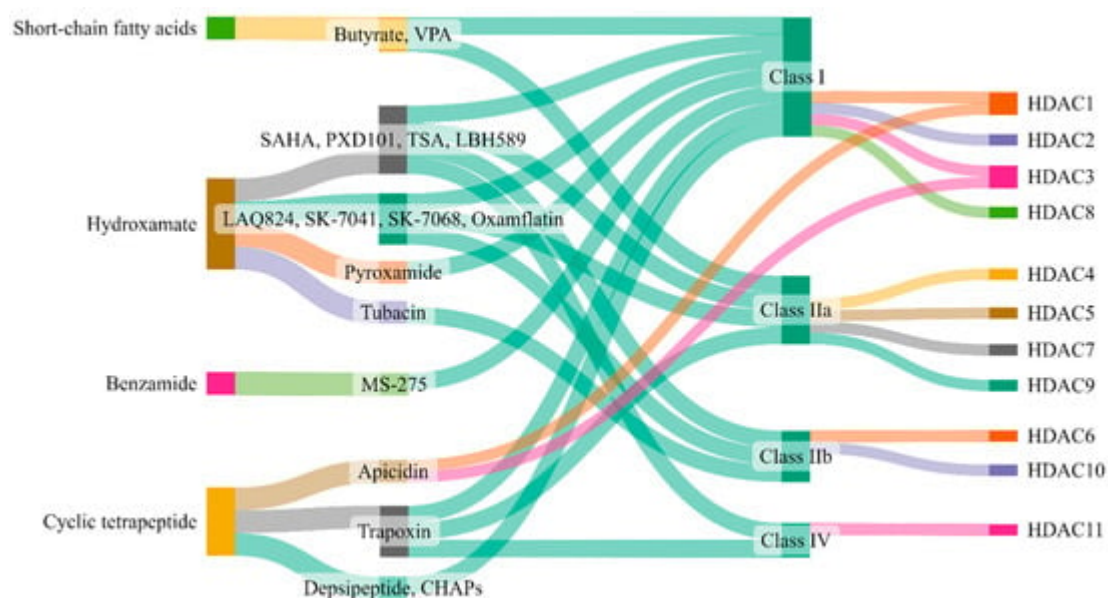 Short-chain fatty acids
Hydroxamate
Benzamide
Cyclic tetrapeptide
Butyrate, VPA
SAHA, PXD101, TSA, LBH589
LAQ824, SK-7041, SK-7068, Oxamflatin
Pyroxamide
Tubacin
MS-275
Apicidin
Trapoxin
Depsipeptide, CHAPs
Class I
Class IIa
Class IIb
Class IV
HDAC1
HDAC2
HDAC3
HDAC8
HDAC4
HDAC5
HDAC7
HDAC9
HDAC6
HDAC10
HDAC11